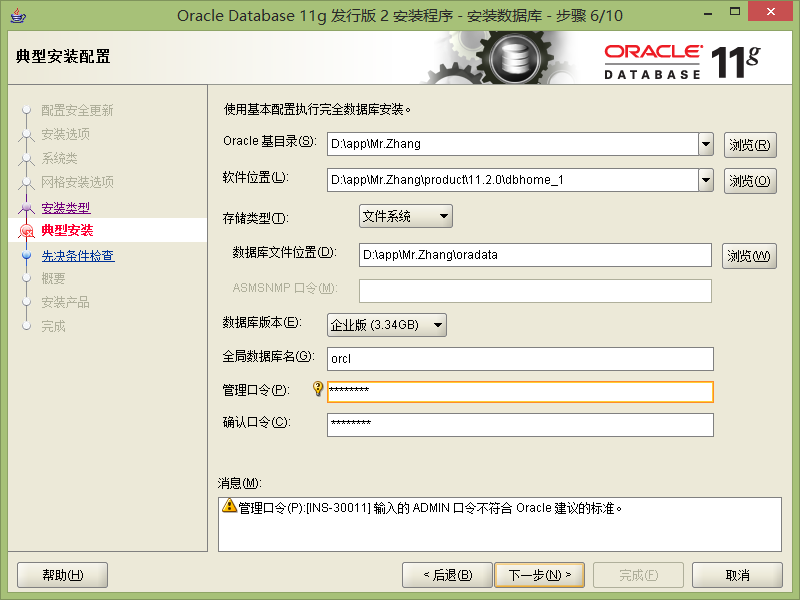 Oracle Database 11g 发行版 2 安装程序 - 安装数据库 - 步骤 6/10
典型安装配置
ORACLE
DATABASE 11g
配置安全更新
安装选项
系统类
网格安装选项
安装类型
典型安装
先决条件检查
概要
安装产品
完成
使用基本配置执行完全数据库安装。
Oracle 基目录(S): D:\app\Mr.Zhang 浏览(R)
软件位置(L): D:\app\Mr.Zhang\product\11.2.0\dbhome_1 浏览(O)
存储类型(T): 文件系统
数据库文件位置(D): D:\app\Mr.Zhang\oradata 浏览(W)
ASMSNMP 口令(M):
数据库版本(E): 企业版 (3.34GB)
全局数据库名(G): orcl
管理口令(P): ********
确认口令(C): ********
消息(M):
管理口令(P):[INS-30011] 输入的 ADMIN 口令不符合 Oracle 建议的标准。
帮助(H) < 后退(B) 下一步(N) > 完成(F) 取消